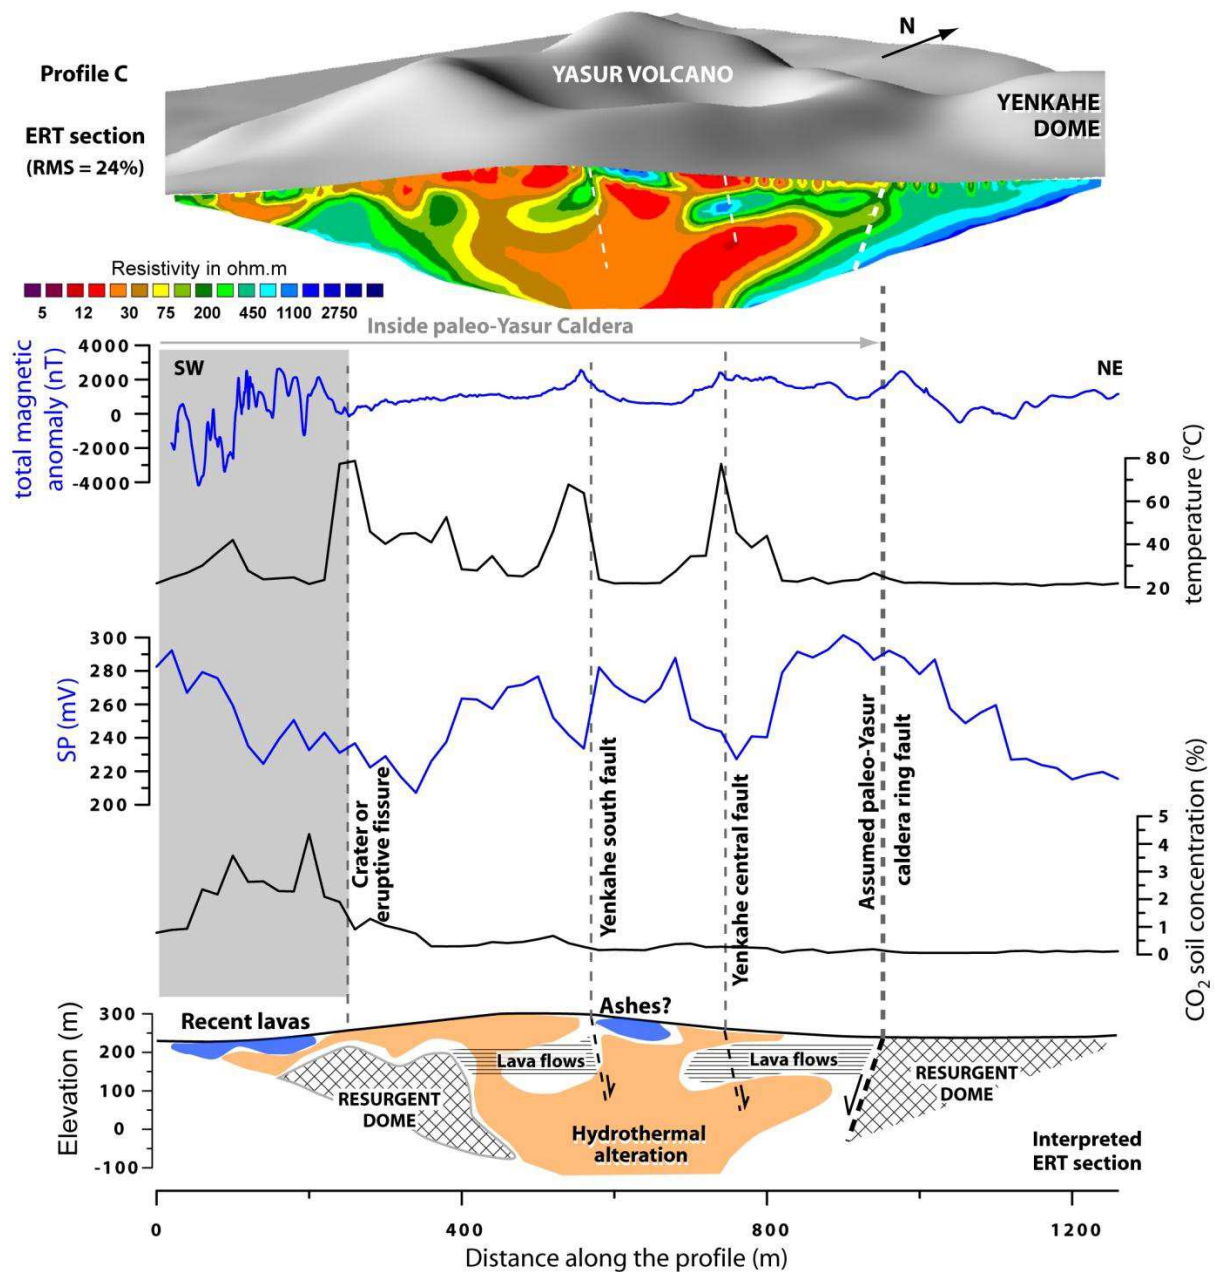 N
Profile C
YASUR VOLCANO
YENKAHE
DOME
ERT section
(RMS = 24%)
Resistivity in ohm.m
5 12 30 75 200 450 1100 2750
Inside paleo-Yasur Caldera
SW
NE
total magnetic
anomaly (nT)
4000
2000
0
-2000
-4000
temperature (°C)
80
60
40
20
SP (mV)
300
280
260
240
220
200
CO2 soil concentration (%)
5
4
3
2
1
0
Crater or
eruptive fissure
Yenkahe south fault
Yenkahe central fault
Assumed paleo-Yasur
caldera ring fault
Elevation (m)
300
200
100
0
-100
Recent lavas
Ashes?
Lava flows
Lava flows
RESURGENT
DOME
RESURGENT
DOME
Hydrothermal
alteration
Interpreted
ERT section
0 400 800 1200
Distance along the profile (m)